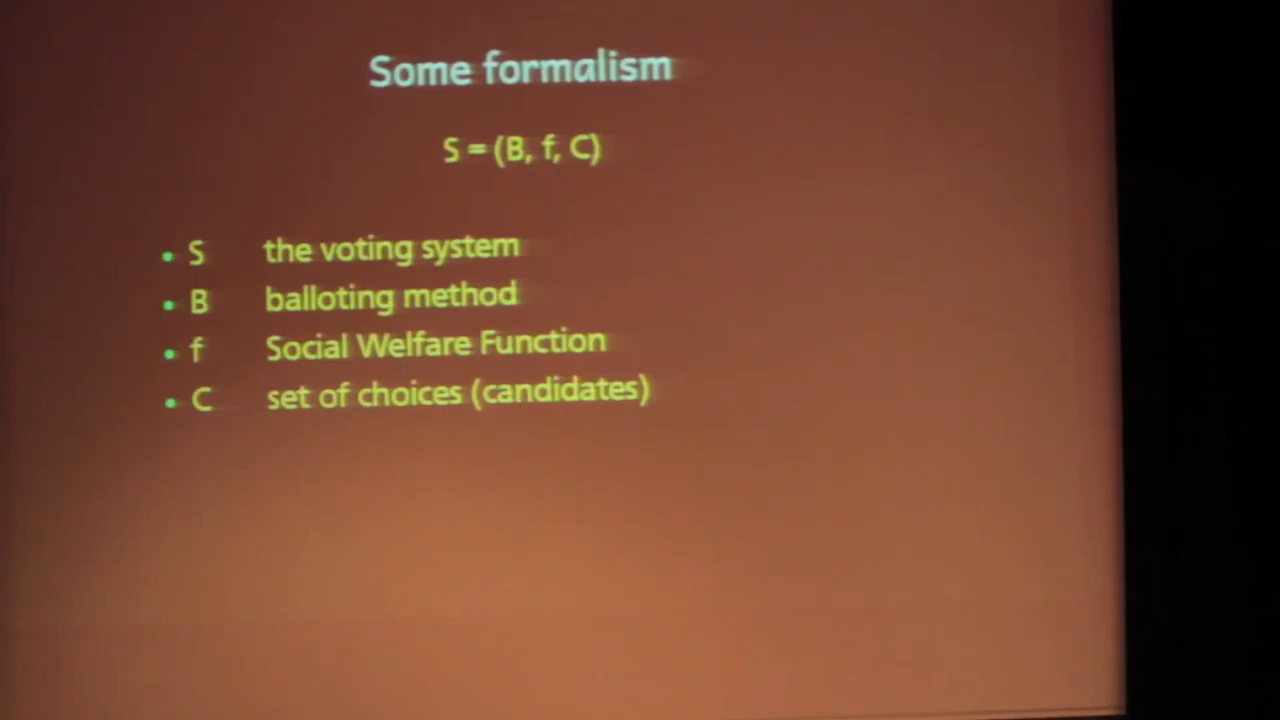 Some formalism
S = (B, f, C)
• S the voting system
• B balloting method
• f Social Welfare Function
• C set of choices (candidates)